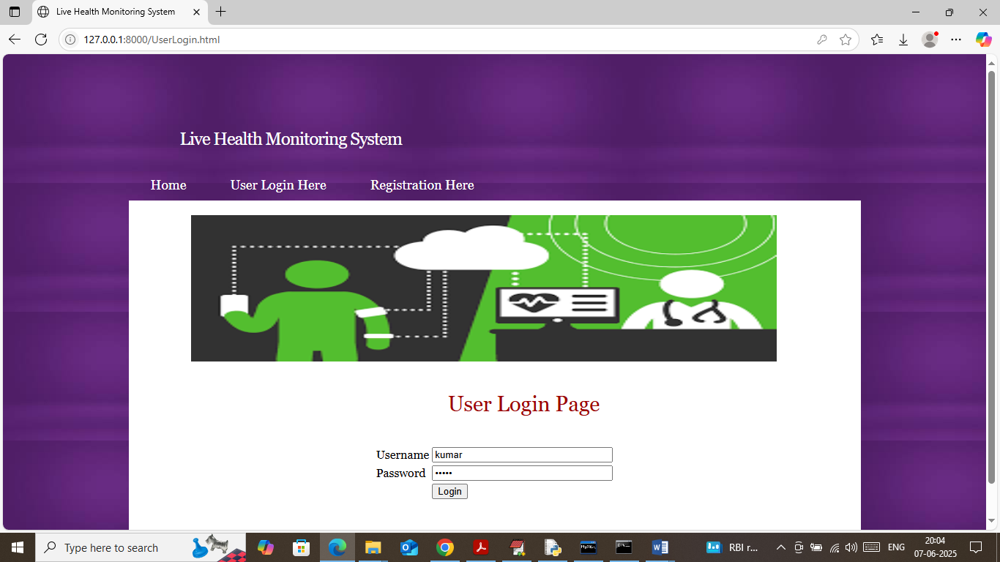 Live Health Monitoring System
127.0.0.1:8000/UserLogin.html
Live Health Monitoring System
Home User Login Here Registration Here
User Login Page
Username kumar
Password •••••
Login
Type here to search
RBI r...
ENG
20:04
07-06-2025